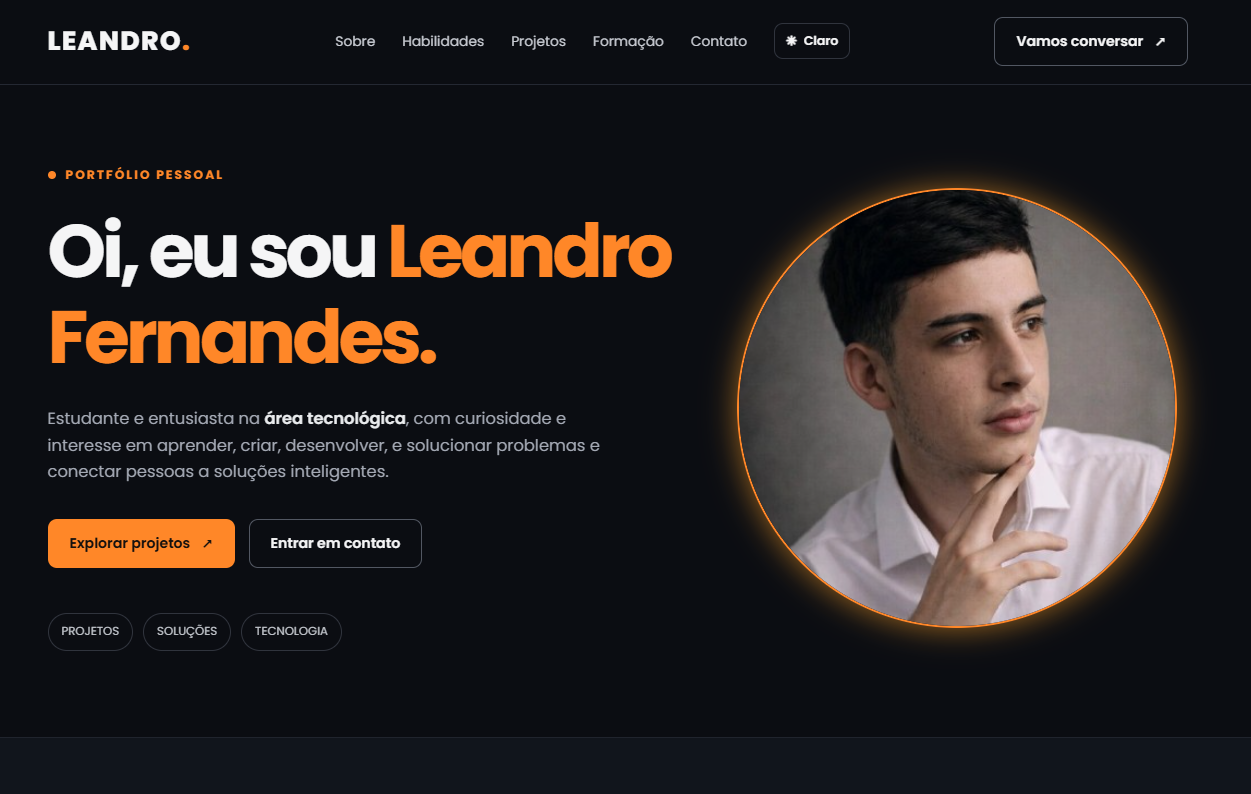 LEANDRO.
Sobre Habilidades Projetos Formação Contato Claro Vamos conversar ↗
PORTFÓLIO PESSOAL
Oi, eu sou Leandro
Fernandes.
Estudante e entusiasta na área tecnológica, com curiosidade e
interesse em aprender, criar, desenvolver, e solucionar problemas e
conectar pessoas a soluções inteligentes.
Explorar projetos ↗ Entrar em contato
PROJETOS SOLUÇÕES TECNOLOGIA